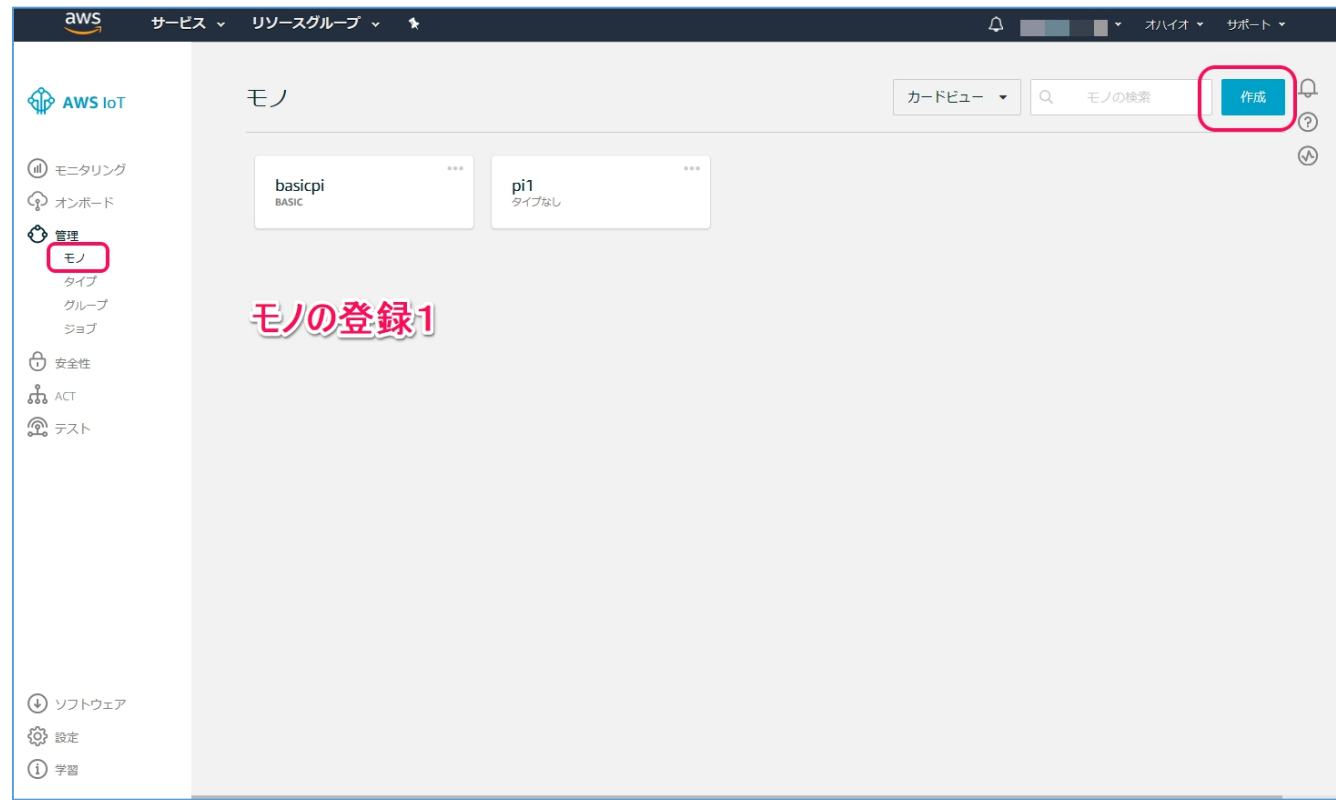 aws サービス リソースグループ オハイオ サポート
AWS IoT
モノ カードビュー モノの検索 作成
モニタリング
オンボード
管理
モノ
タイプ
グループ
ジョブ
安全性
ACT
テスト
basicpi
BASIC
pi1
タイプなし
モノの登録1
ソフトウェア
設定
学習